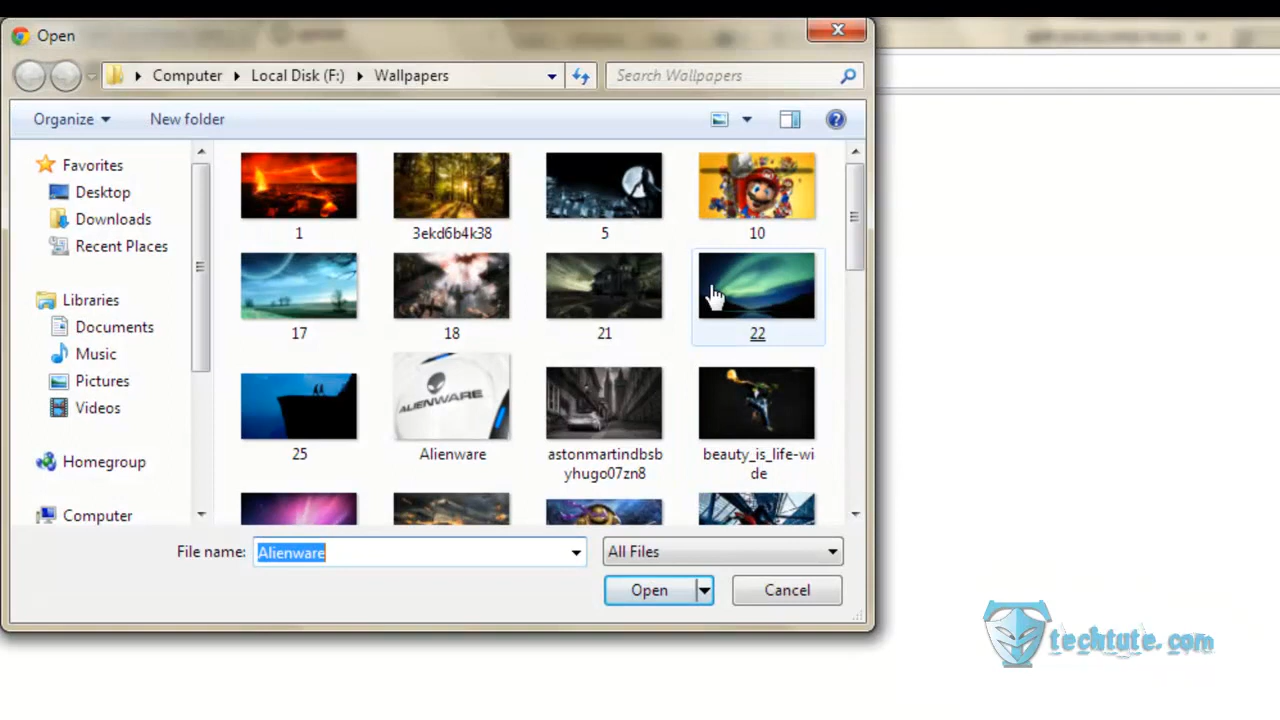 Open
Computer Local Disk (F:) Wallpapers
Search Wallpapers
Organize New folder
Favorites
Desktop
Downloads
Recent Places
Libraries
Documents
Music
Pictures
Videos
Homegroup
Computer
1 3ekd6b4k38 5 10
17 18 21 22
ALIENWARE
25 Alienware astonmartindbsb beauty_is_life-wi
yhugo07zn8 de
File name: Alienware All Files
Open Cancel
techtute.com